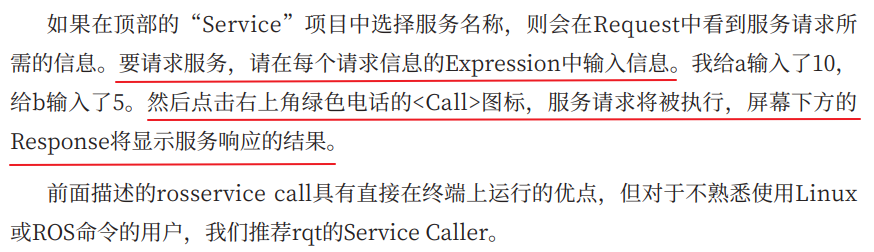 如果在顶部的“Service”项目中选择服务名称，则会在Request中看到服务请求所
需的信息。要请求服务，请在每个请求信息的Expression中输入信息。我给a输入了10，
给b输入了5。然后点击右上角绿色电话的<Call>图标，服务请求将被执行，屏幕下方的
Response将显示服务响应的结果。
前面描述的rosservice call具有直接在终端上运行的优点，但对于不熟悉使用Linux
或ROS命令的用户，我们推荐rqt的Service Caller。